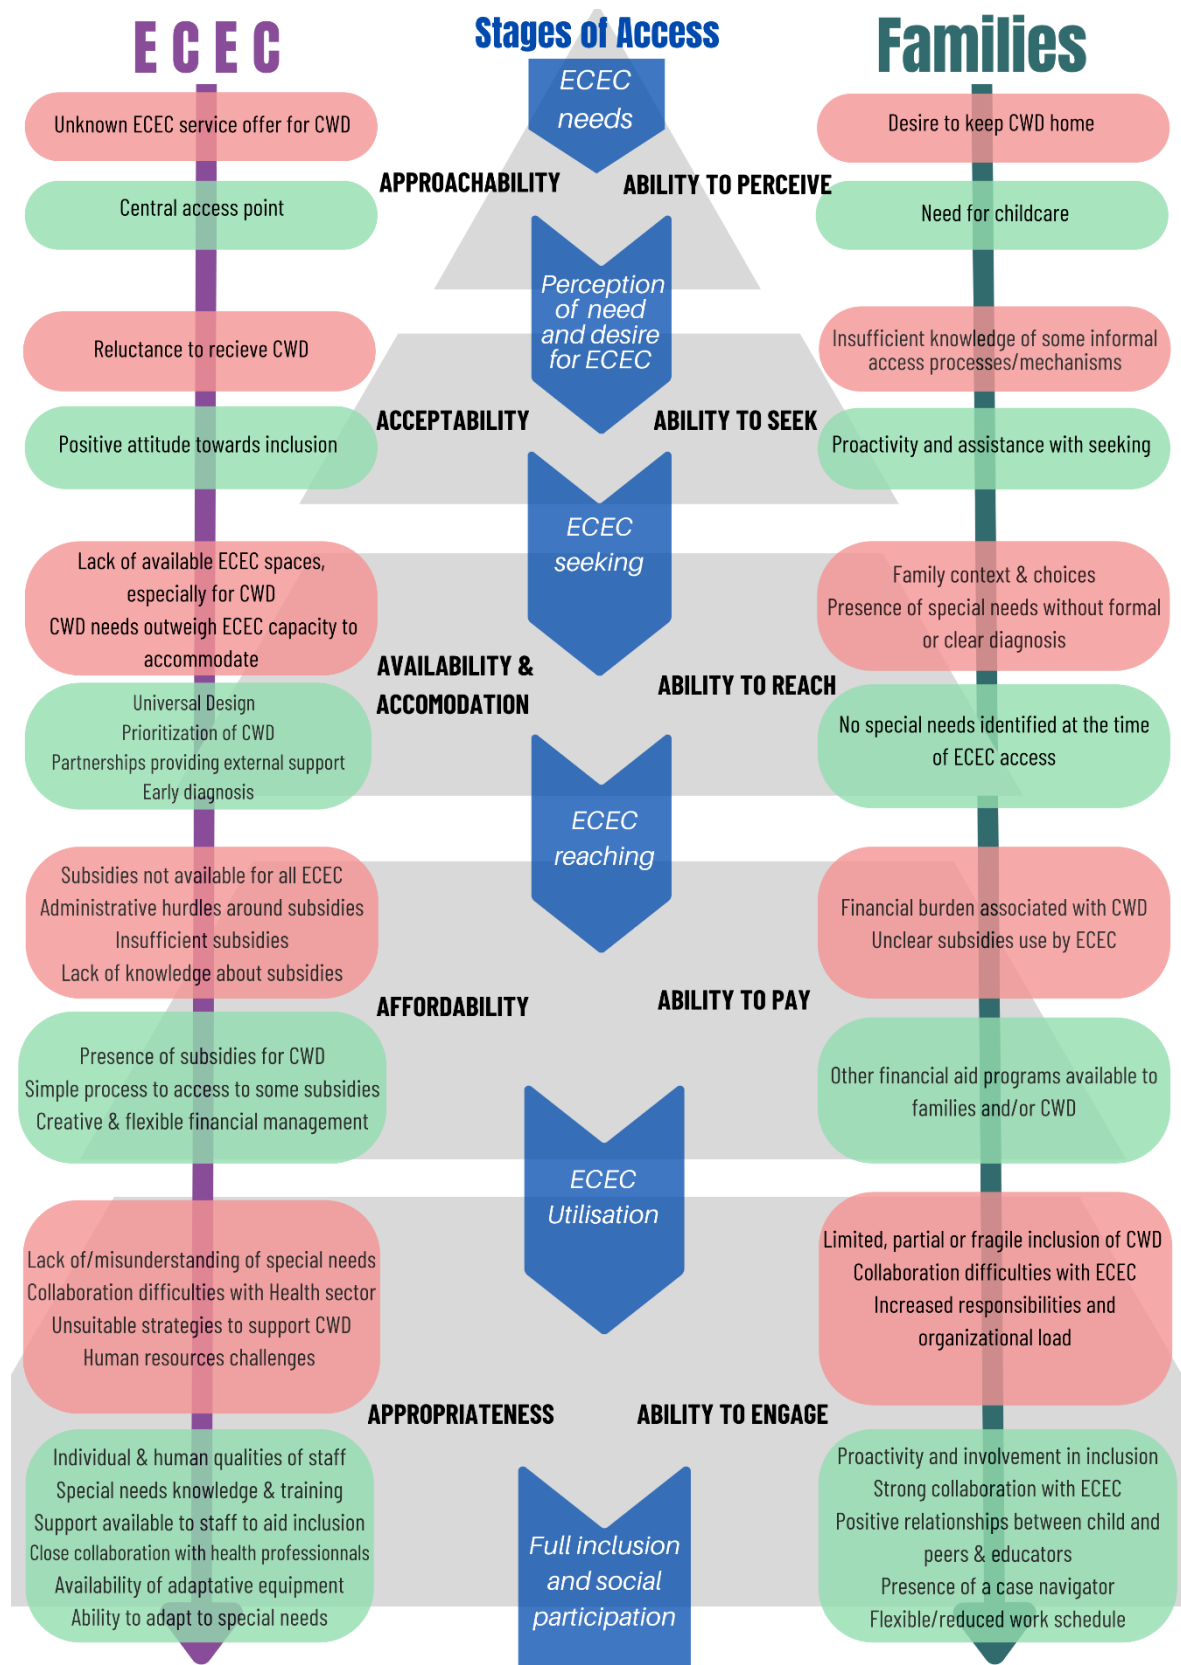 ECEC
Stages of Access
Families
ECEC
needs
Unknown ECEC service offer for CWD
Desire to keep CWD home
APPROACHABILITY
ABILITY TO PERCEIVE
Central access point
Need for childcare
Perception
of need
and desire
for ECEC
Reluctance to recieve CWD
Insufficient knowledge of some informal
access processes/mechanisms
ACCEPTABILITY
ABILITY TO SEEK
Positive attitude towards inclusion
Proactivity and assistance with seeking
ECEC
seeking
Lack of available ECEC spaces,
especially for CWD
CWD needs outweigh ECEC capacity to
accommodate
Family context & choices
Presence of special needs without formal
or clear diagnosis
AVAILABILITY &
ACCOMODATION
ABILITY TO REACH
Universal Design
Prioritization of CWD
Partnerships providing external support
Early diagnosis
No special needs identified at the time
of ECEC access
ECEC
reaching
Subsidies not available for all ECEC
Administrative hurdles around subsidies
Insufficient subsidies
Lack of knowledge about subsidies
Financial burden associated with CWD
Unclear subsidies use by ECEC
AFFORDABILITY
ABILITY TO PAY
Presence of subsidies for CWD
Simple process to access to some subsidies
Creative & flexible financial management
Other financial aid programs available to
families and/or CWD
ECEC
Utilisation
Lack of/misunderstanding of special needs
Collaboration difficulties with Health sector
Unsuitable strategies to support CWD
Human resources challenges
Limited, partial or fragile inclusion of CWD
Collaboration difficulties with ECEC
Increased responsibilities and
organizational load
APPROPRIATENESS
ABILITY TO ENGAGE
Individual & human qualities of staff
Special needs knowledge & training
Support available to staff to aid inclusion
Close collaboration with health professionnals
Availability of adaptative equipment
Ability to adapt to special needs
Full inclusion
and social
participation
Proactivity and involvement in inclusion
Strong collaboration with ECEC
Positive relationships between child and
peers & educators
Presence of a case navigator
Flexible/reduced work schedule